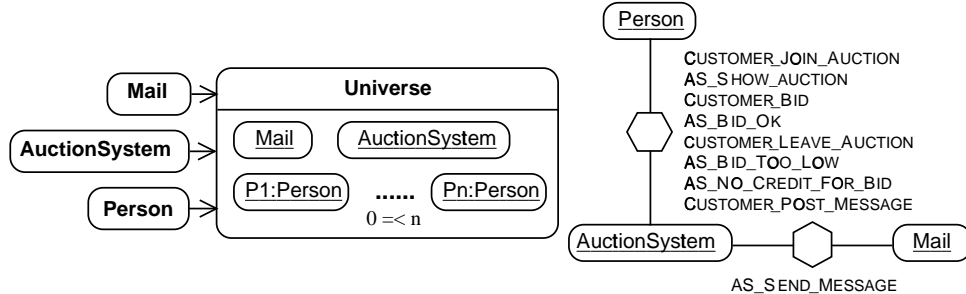 Mail
AuctionSystem
Person
Universe
Mail AuctionSystem
P1:Person ...... Pn:Person
0 =< n
Person
CUSTOMER_JOIN_AUCTION
AS_SHOW_AUCTION
CUSTOMER_BID
AS_BID_OK
CUSTOMER_LEAVE_AUCTION
AS_BID_TOO_LOW
AS_NO_CREDIT_FOR_BID
CUSTOMER_POST_MESSAGE
AuctionSystem Mail
AS_SEND_MESSAGE